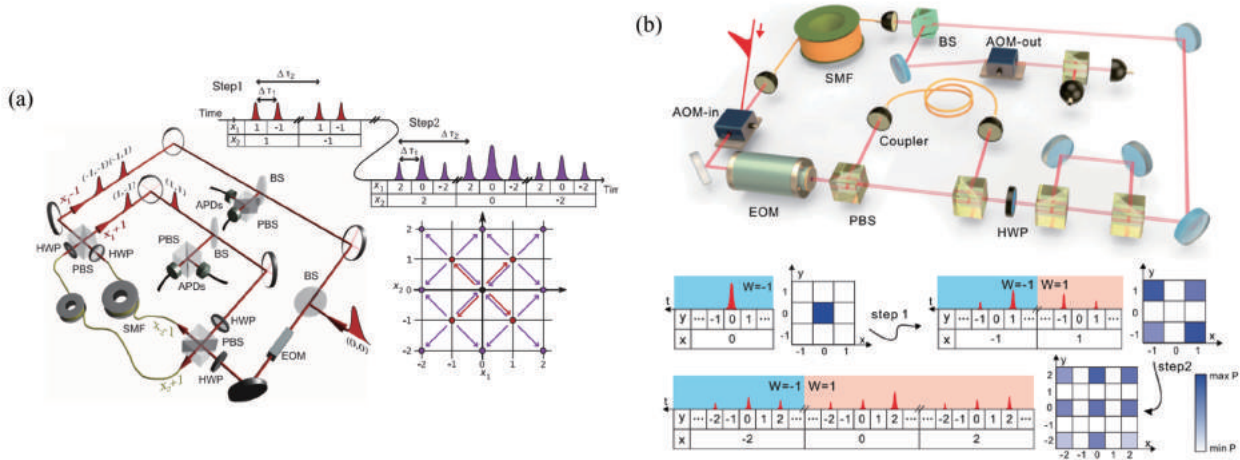 (a)
Step1
Δτ₂
Δτ₁
Time
x₁ 1 -1 1 -1
x₂ 1 -1
Step2
Δτ₂
Δτ₁
Time
x₁ 2 0 -2 2 0 -2 2 0 -2
x₂ 2 0 -2
(-1,-1)
(-1,1)
(1,-1)
(1,1)
x₁-1
x₁+1
BS
APDs
PBS
PBS
BS
APDs
HWP
HWP
PBS
SMF
HWP
PBS
HWP
x₂-1
x₂+1
BS
EOM
(0,0)
2
1
x₂ 0
-1
-2
-2 -1 0 1 2
x₁
(b)
SMF
BS
AOM-out
AOM-in
Coupler
EOM
PBS
HWP
W=-1
t
y ... -1 0 1 ...
x 0
y
1
0
-1
-1 0 1
x
step 1
W=-1 W=1
t
y ... -1 0 1 ... -1 0 1 ...
x -1 1
y
1
0
-1
-1 0 1
x
step2
W=-1 W=1
t
y ... -2 -1 0 1 2 ... -2 -1 0 1 2 ... -2 -1 0 1 2 ...
x -2 0 2
y
2
1
0
-1
-2
-2 -1 0 1 2
x
max P
min P